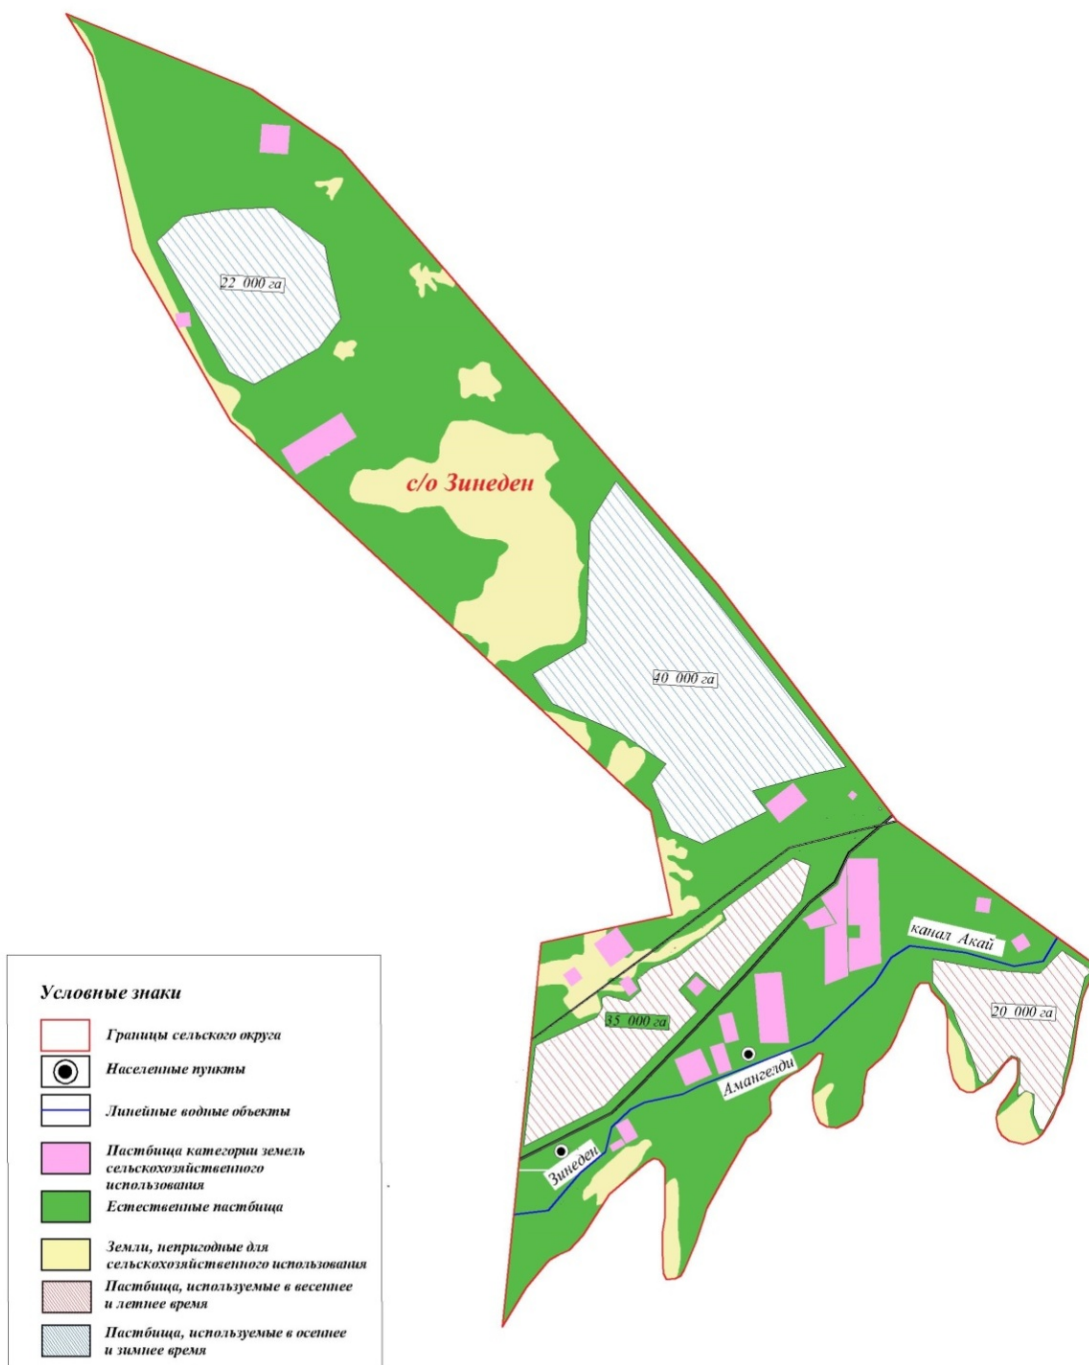 22 000 га
с/о Зинеден
40 000 га
канал Акай
20 000 га
35 000 га
Амангелди
Зинеден
Условные знаки
Границы сельского округа
Населенные пункты
Линейные водные объекты
Пастбища категории земель
сельскохозяйственного
использования
Естественные пастбища
Земли, непригодные для
сельскохозяйственного использования
Пастбища, используемые в весеннее
и летнее время
Пастбища, используемые в осеннее
и зимнее время